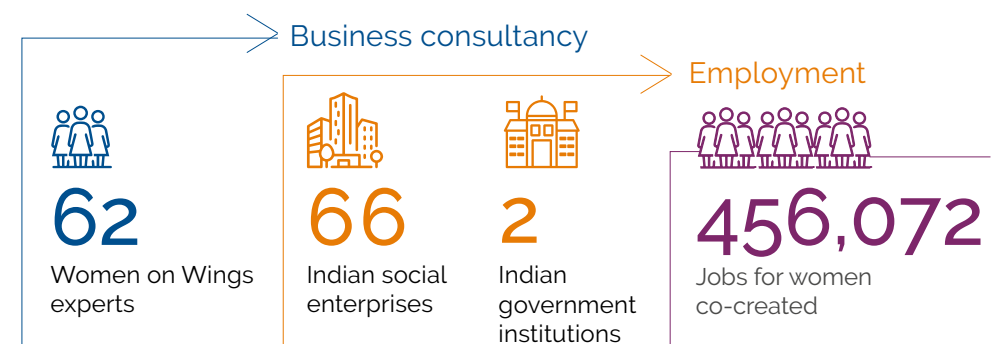 Business consultancy
Employment
62
Women on Wings
experts
66
Indian social
enterprises
2
Indian
government
institutions
456,072
Jobs for women
co-created